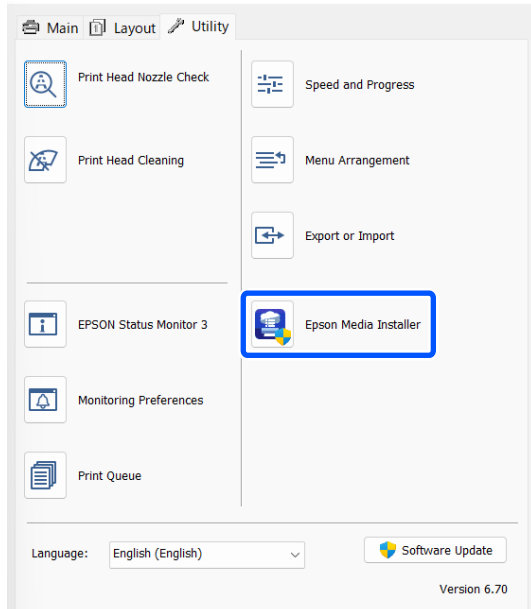 Main Layout Utility
Print Head Nozzle Check
Speed and Progress
Print Head Cleaning
Menu Arrangement
Export or Import
EPSON Status Monitor 3
Epson Media Installer
Monitoring Preferences
Print Queue
Language: English (English)
Software Update
Version 6.70